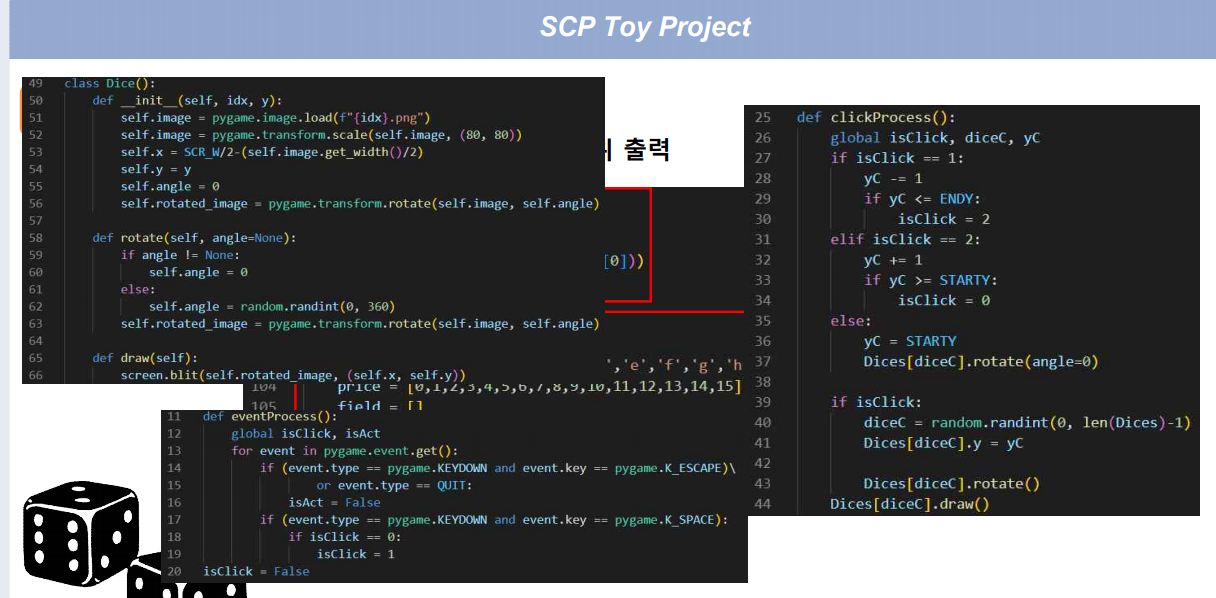 SCP Toy Project
49 class Dice():
50     def __init__(self, idx, y):
51         self.image = pygame.image.load(f"{idx}.png")
52         self.image = pygame.transform.scale(self.image, (80, 80))
53         self.x = SCR_W/2-(self.image.get_width()/2)
54         self.y = y
55         self.angle = 0
56         self.rotated_image = pygame.transform.rotate(self.image, self.angle)
57
58     def rotate(self, angle=None):
59         if angle != None:
60             self.angle = 0
61         else:
62             self.angle = random.randint(0, 360)
63         self.rotated_image = pygame.transform.rotate(self.image, self.angle)
64
65     def draw(self):
66         screen.blit(self.rotated_image, (self.x, self.y))
출력
[0]))
','e','f','g','h
104 price = [0,1,2,3,4,5,6,7,8,9,10,11,12,13,14,15]
105 field = []
11 def eventProcess():
12     global isClick, isAct
13     for event in pygame.event.get():
14         if (event.type == pygame.KEYDOWN and event.key == pygame.K_ESCAPE)\
15                 or event.type == QUIT:
16             isAct = False
17         if (event.type == pygame.KEYDOWN and event.key == pygame.K_SPACE):
18             if isClick == 0:
19                 isClick = 1
20 isClick = False
25 def clickProcess():
26     global isClick, diceC, yC
27     if isClick == 1:
28         yC -= 1
29         if yC <= ENDY:
30             isClick = 2
31     elif isClick == 2:
32         yC += 1
33         if yC >= STARTY:
34             isClick = 0
35     else:
36         yC = STARTY
37         Dices[diceC].rotate(angle=0)
38
39     if isClick:
40         diceC = random.randint(0, len(Dices)-1)
41         Dices[diceC].y = yC
42
43         Dices[diceC].rotate()
44     Dices[diceC].draw()